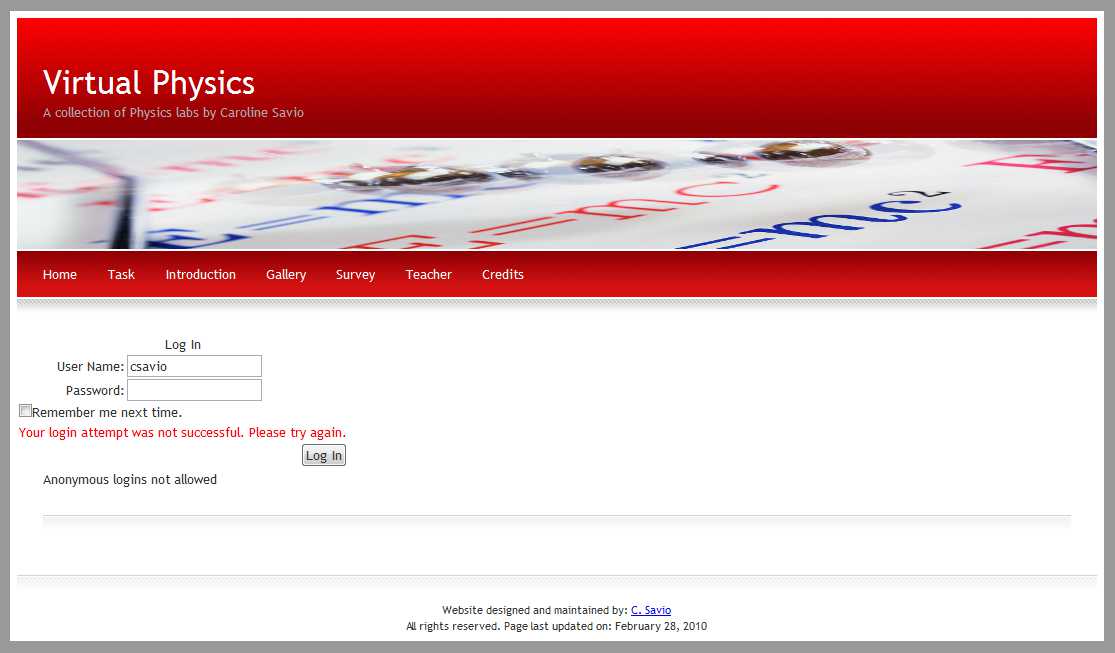 Virtual Physics
A collection of Physics labs by Caroline Savio
Home Task Introduction Gallery Survey Teacher Credits
Log In
User Name: csavio
Password:
Remember me next time.
Your login attempt was not successful. Please try again.
Log In
Anonymous logins not allowed
Website designed and maintained by: C. Savio
All rights reserved. Page last updated on: February 28, 2010